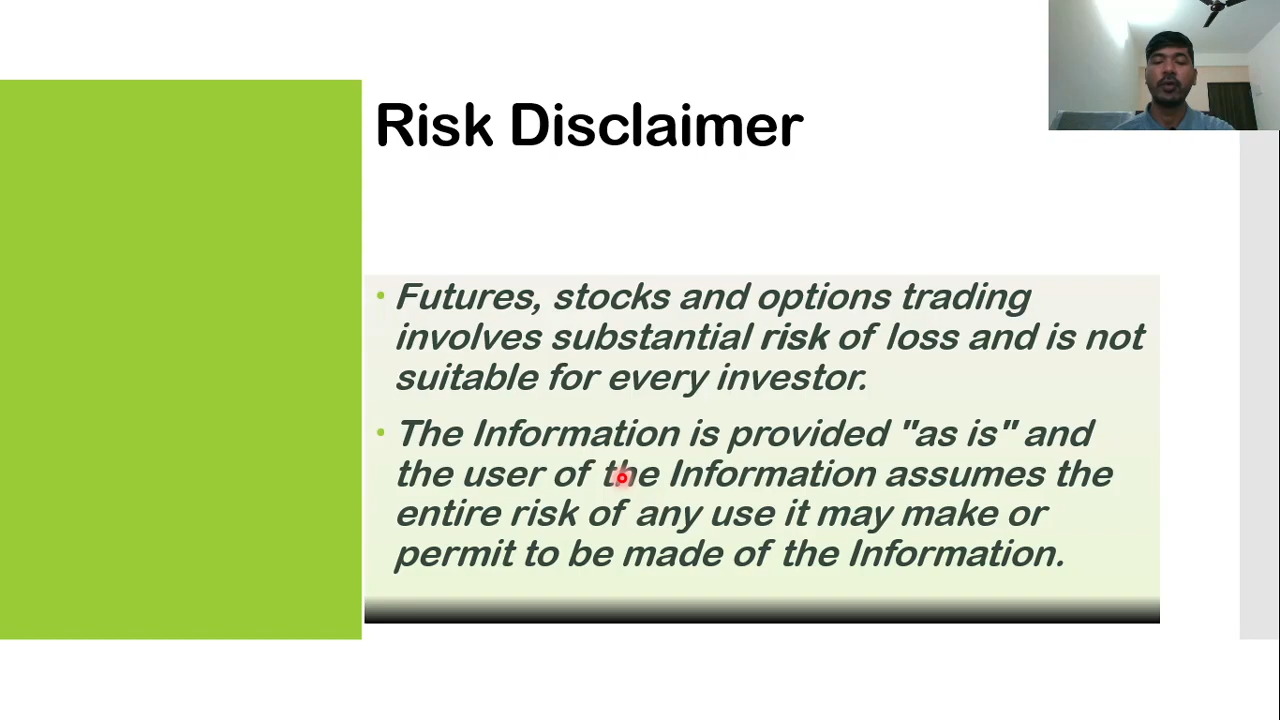 Risk Disclaimer
• Futures, stocks and options trading
involves substantial risk of loss and is not
suitable for every investor.
• The Information is provided "as is" and
the user of the Information assumes the
entire risk of any use it may make or
permit to be made of the Information.